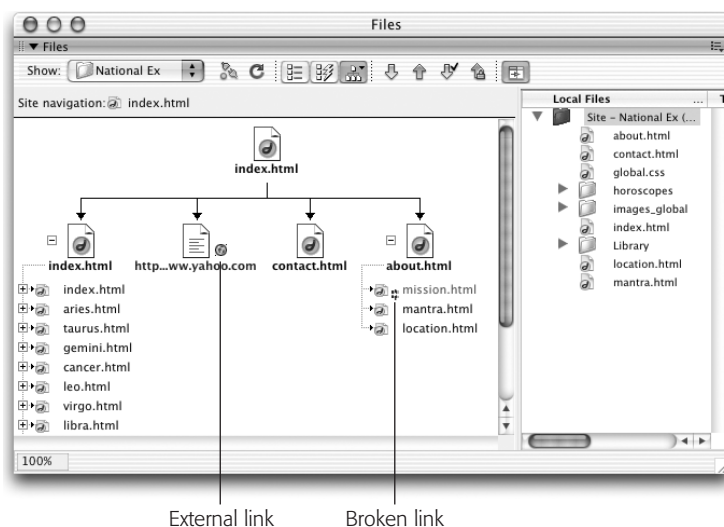 Files
Files
Show: National Ex
Site navigation: index.html
index.html
index.html http...ww.yahoo.com contact.html about.html
index.html
aries.html
taurus.html
gemini.html
cancer.html
leo.html
virgo.html
libra.html
mission.html
mantra.html
location.html
100%
Local Files ... T
Site – National Ex (...
about.html
contact.html
global.css
horoscopes
images_global
index.html
Library
location.html
mantra.html
External link
Broken link